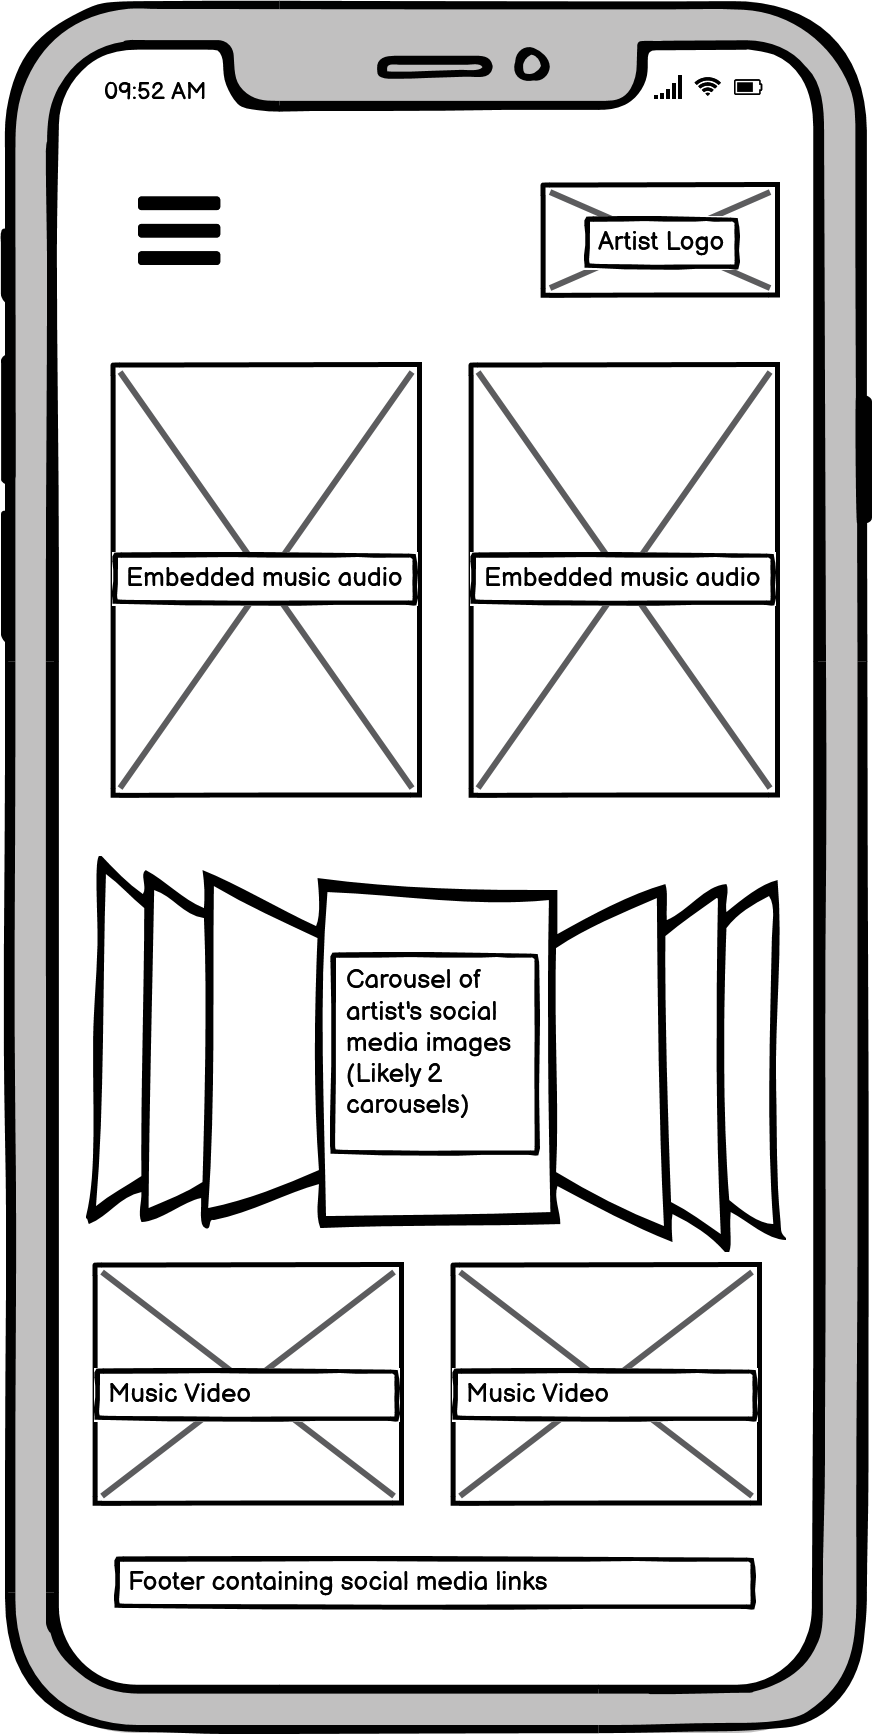 09:52 AM
Artist Logo
Embedded music audio
Embedded music audio
Carousel of
artist's social
media images
(Likely 2
carousels)
Music Video
Music Video
Footer containing social media links